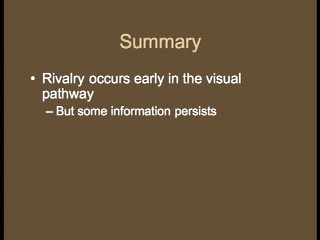 Summary
• Rivalry occurs early in the visual
pathway
– But some information persists